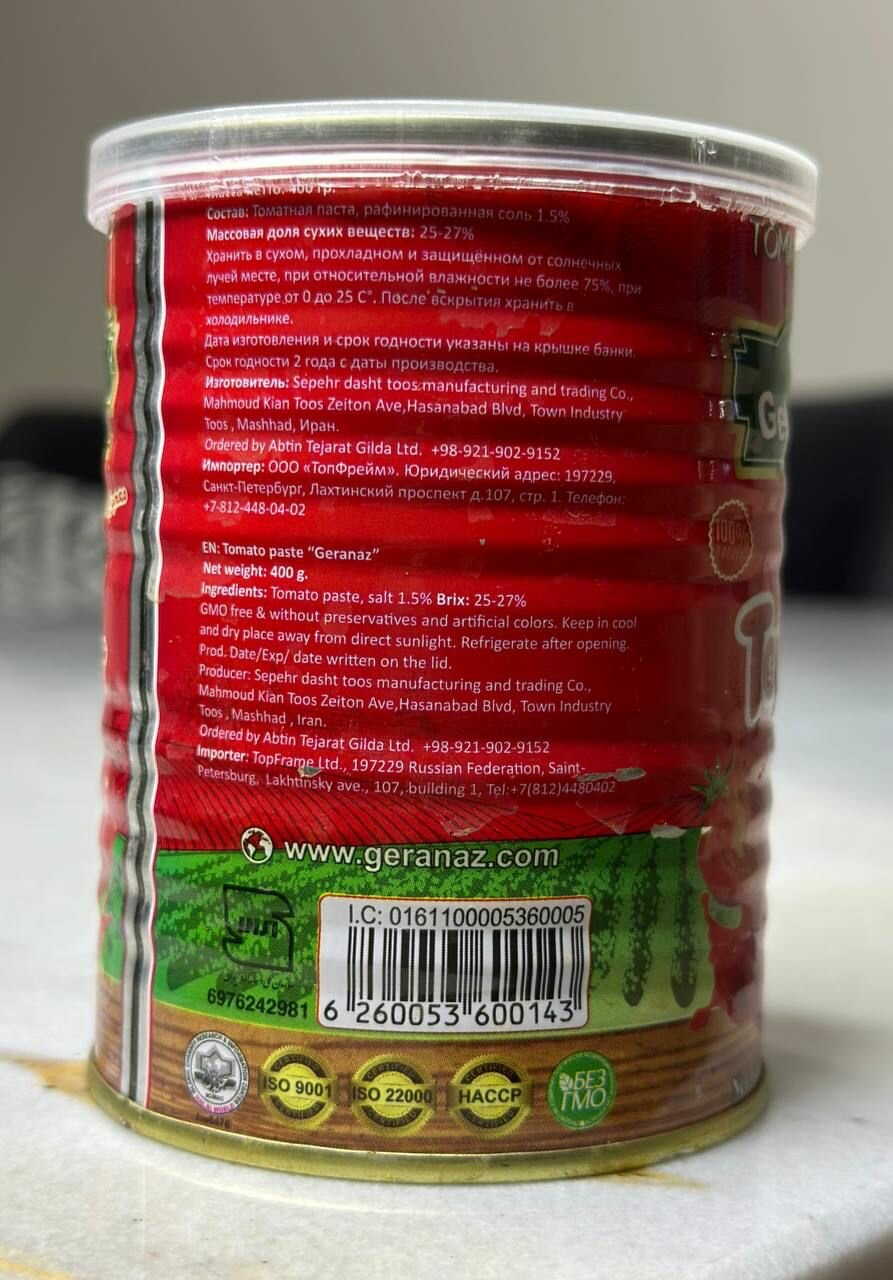 Масса нетто: 400 гр.
Состав: Томатная паста, рафинированная соль 1.5%
Массовая доля сухих веществ: 25-27%
Хранить в сухом, прохладном и защищённом от солнечных
лучей месте, при относительной влажности не более 75%, при
температуре от 0 до 25 С°. После вскрытия хранить в
холодильнике.
Дата изготовления и срок годности указаны на крышке банки.
Срок годности 2 года с даты производства.
Изготовитель: Sepehr dasht toos manufacturing and trading Co.,
Mahmoud Kian Toos Zeiton Ave,Hasanabad Blvd, Town Industry
Toos , Mashhad, Иран.
Ordered by Abtin Tejarat Gilda Ltd. +98-921-902-9152
Импортер: ООО «ТопФрейм». Юридический адрес: 197229,
Санкт-Петербург, Лахтинский проспект д.107, стр. 1. Телефон:
+7-812-448-04-02
EN: Tomato paste “Geranaz”
Net weight: 400 g.
Ingredients: Tomato paste, salt 1.5% Brix: 25-27%
GMO free & without preservatives and artificial colors. Keep in cool
and dry place away from direct sunlight. Refrigerate after opening.
Prod. Date/Exp/ date written on the lid.
Producer: Sepehr dasht toos manufacturing and trading Co.,
Mahmoud Kian Toos Zeiton Ave,Hasanabad Blvd, Town Industry
Toos , Mashhad , Iran.
Ordered by Abtin Tejarat Gilda Ltd. +98-921-902-9152
Importer: TopFrame Ltd., 197229 Russian Federation, Saint-
Petersburg, Lakhtinsky ave., 107, building 1, Tel:+7(812)4480402
www.geranaz.com
I.C: 0161100005360005
6976242981
6 260053 600143
ISO 9001
ISO 22000
HACCP
БЕЗ
ГМО
TOM
Ge
100%